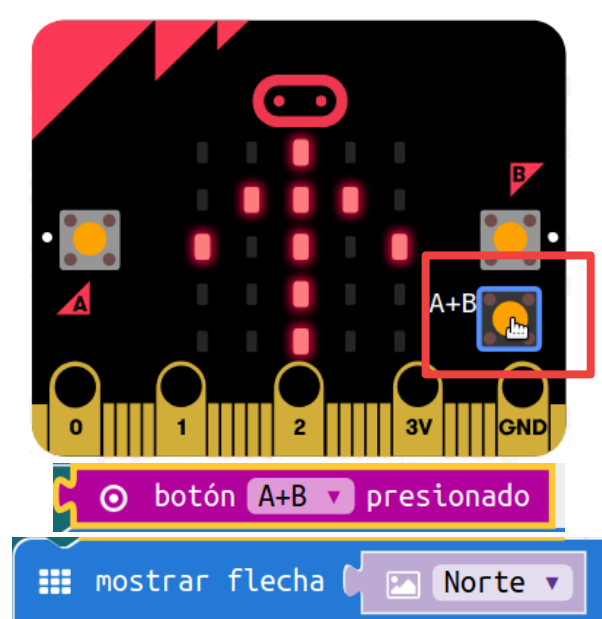 B
A
A+B
0 1 2 3V GND
botón A+B presionado
mostrar flecha Norte